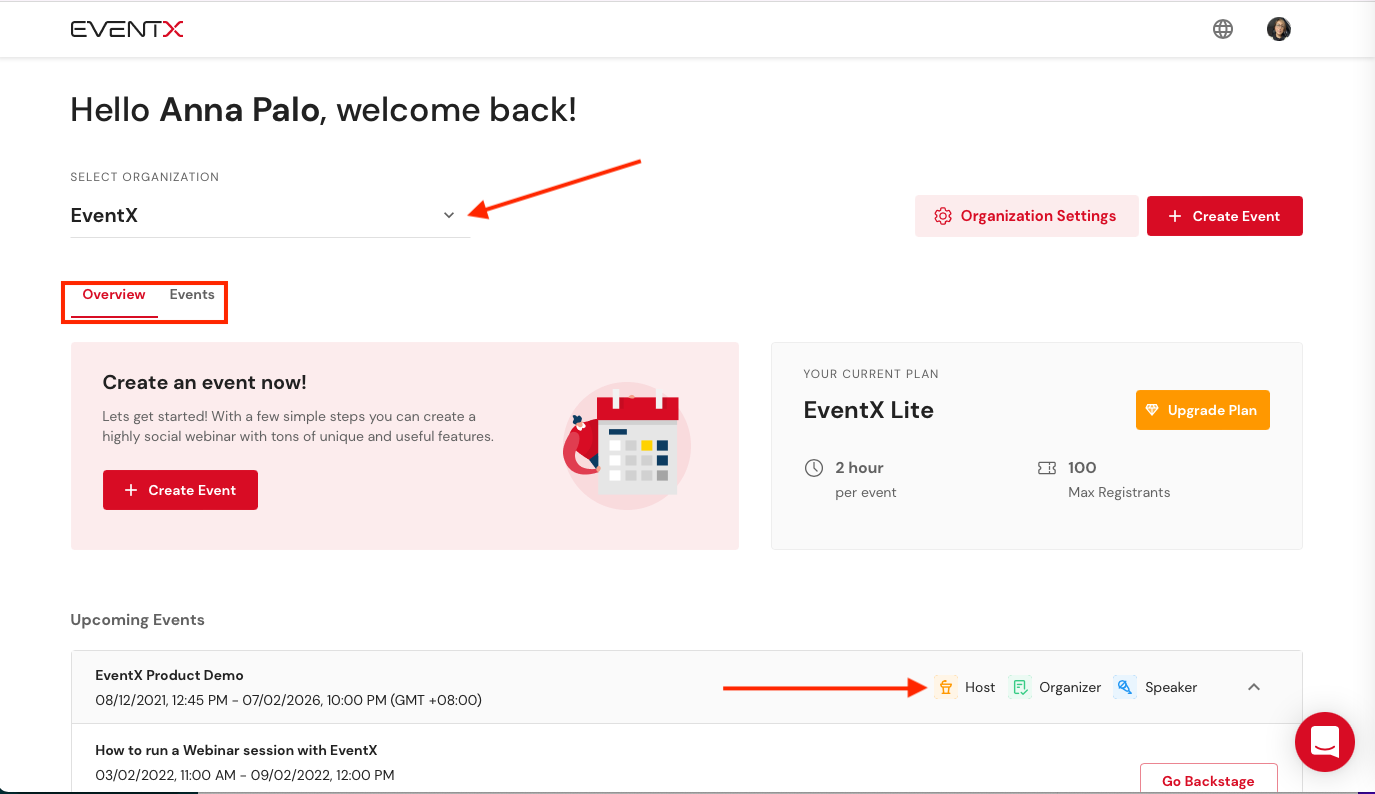 EVENTX
Hello Anna Palo, welcome back!
SELECT ORGANIZATION
EventX
Organization Settings
Create Event
Overview
Events
Create an event now!
Lets get started! With a few simple steps you can create a
highly social webinar with tons of unique and useful features.
Create Event
YOUR CURRENT PLAN
EventX Lite
Upgrade Plan
2 hour
per event
100
Max Registrants
Upcoming Events
EventX Product Demo
08/12/2021, 12:45 PM - 07/02/2026, 10:00 PM (GMT +08:00)
Host
Organizer
Speaker
How to run a Webinar session with EventX
03/02/2022, 11:00 AM - 09/02/2022, 12:00 PM
Go Backstage